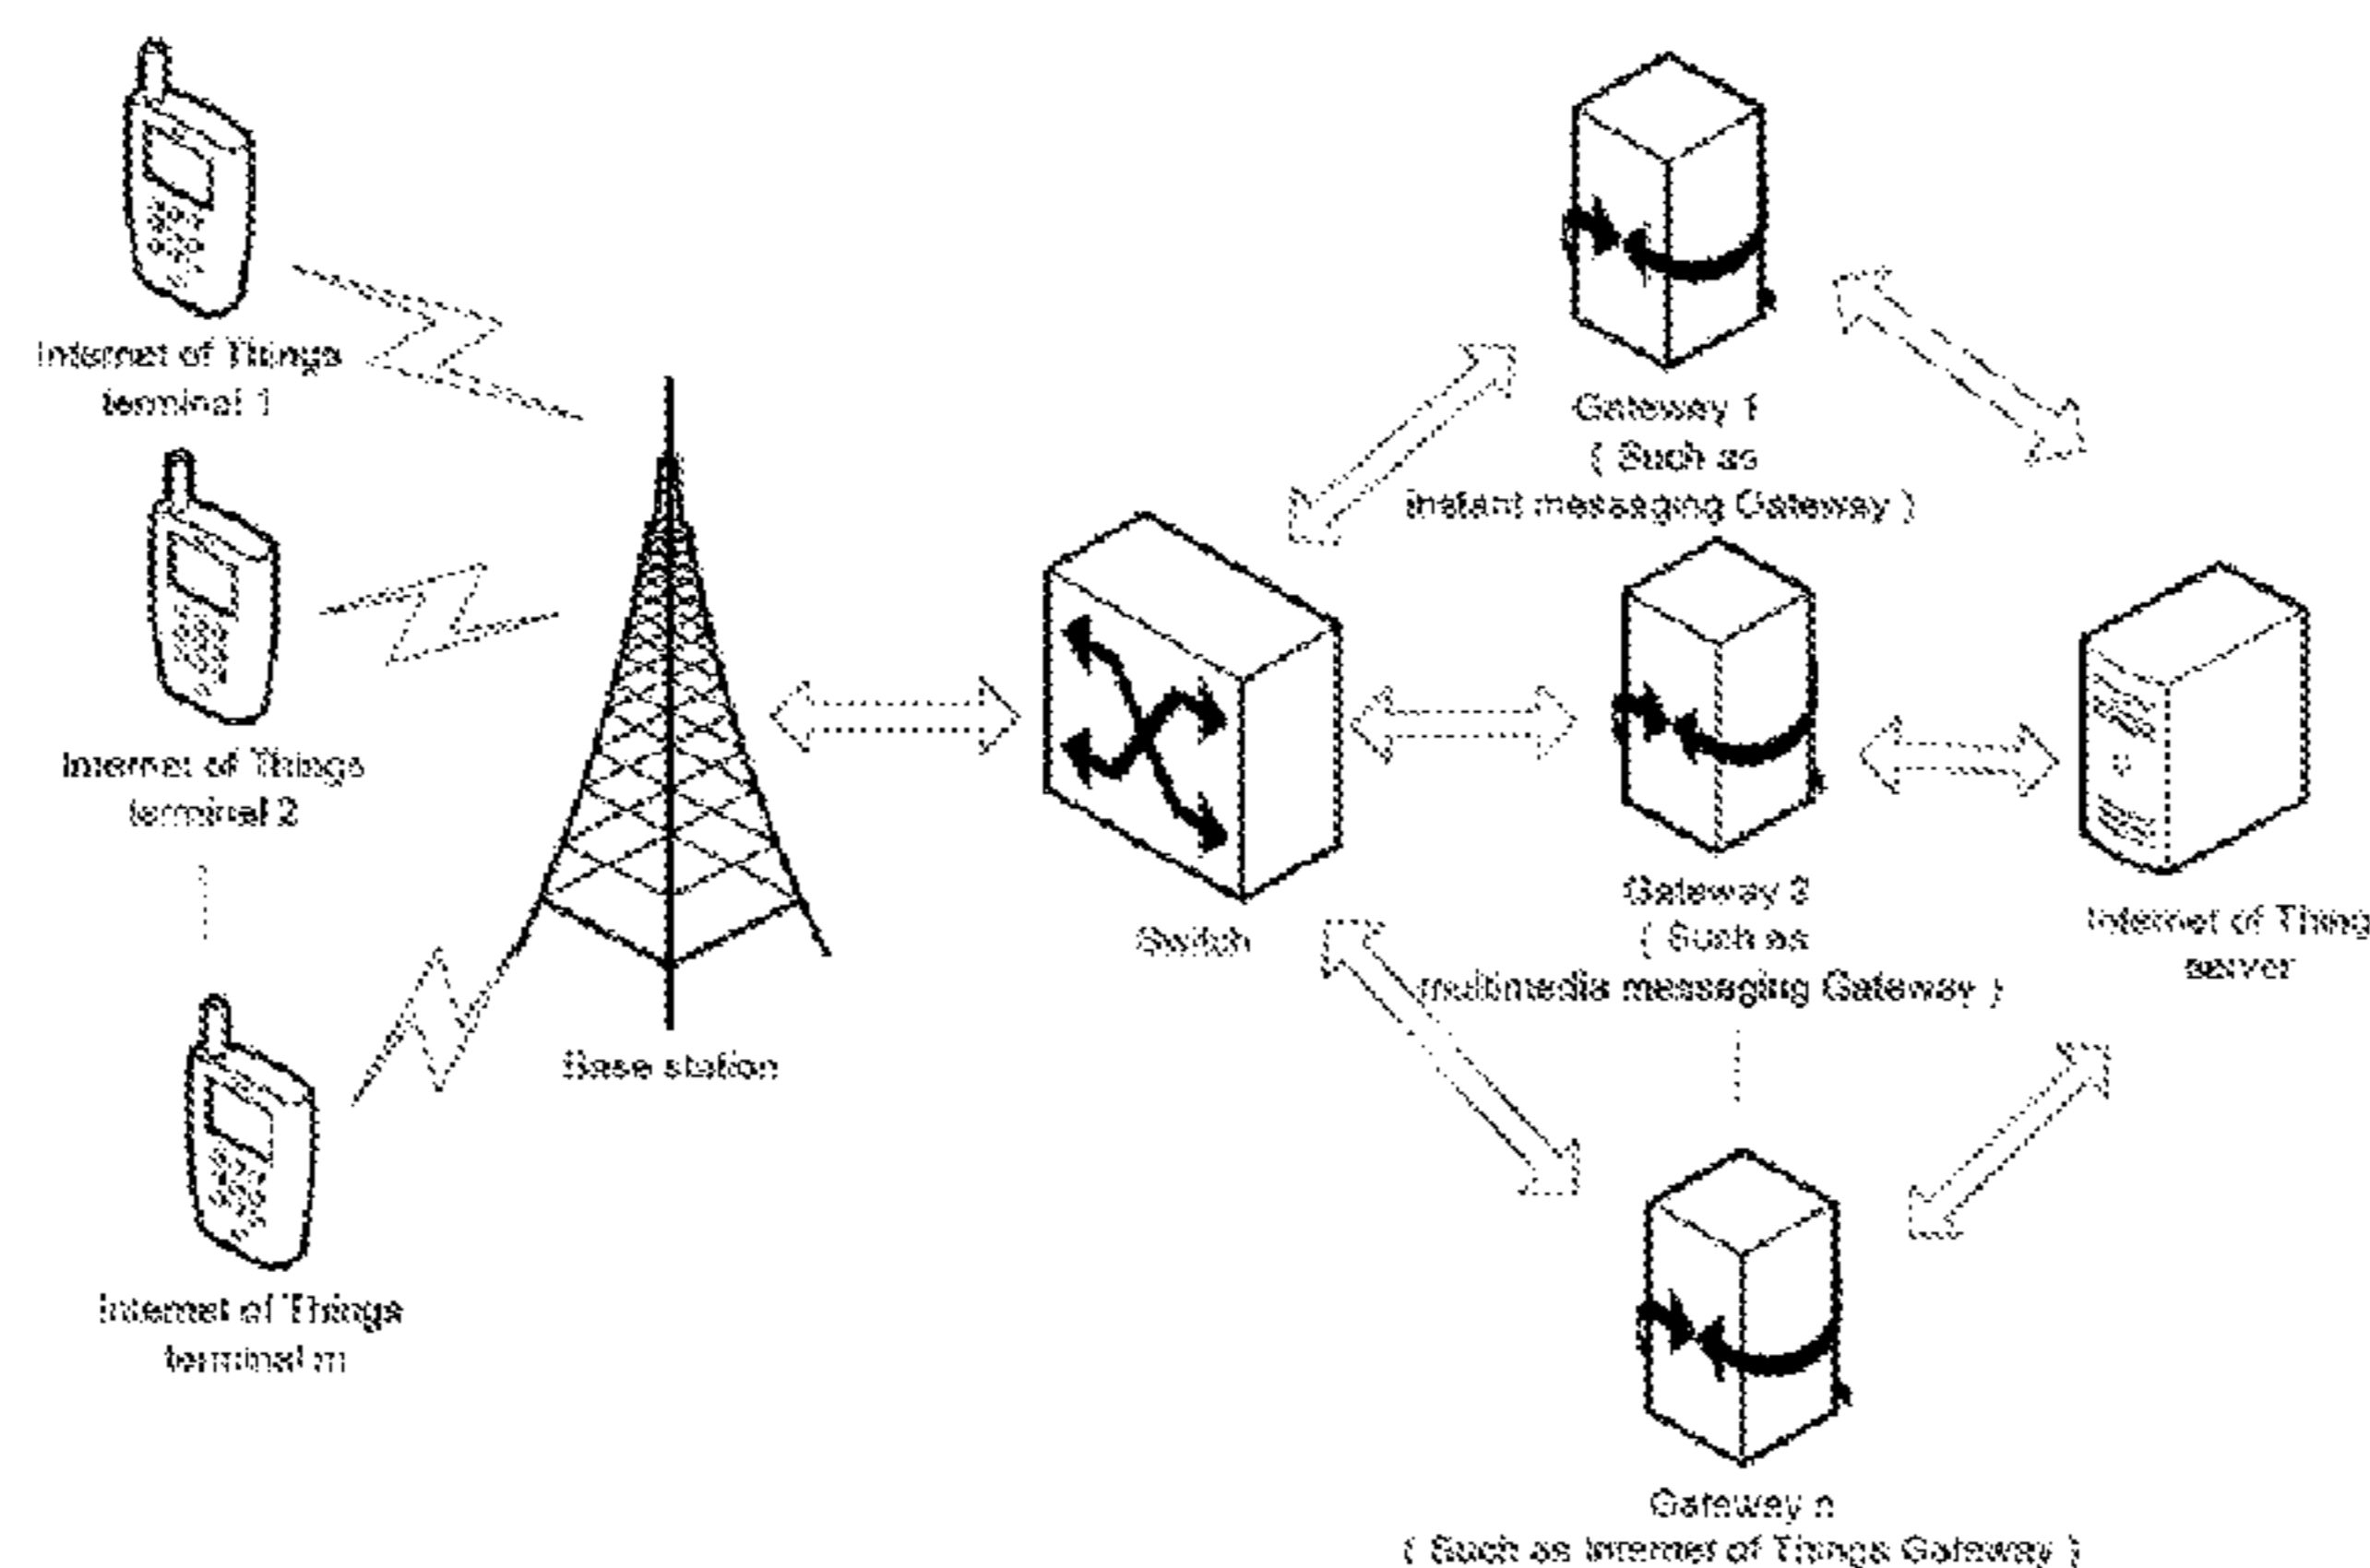 Internet of Things
terminal 1
Internet of Things
terminal 2
Internet of Things
terminal m
Base station
Switch
Gateway 1
( Such as
instant messaging Gateway )
Gateway 2
( Such as
multimedia messaging Gateway )
Gateway n
( Such as Internet of Things Gateway )
Internet of Thing
server